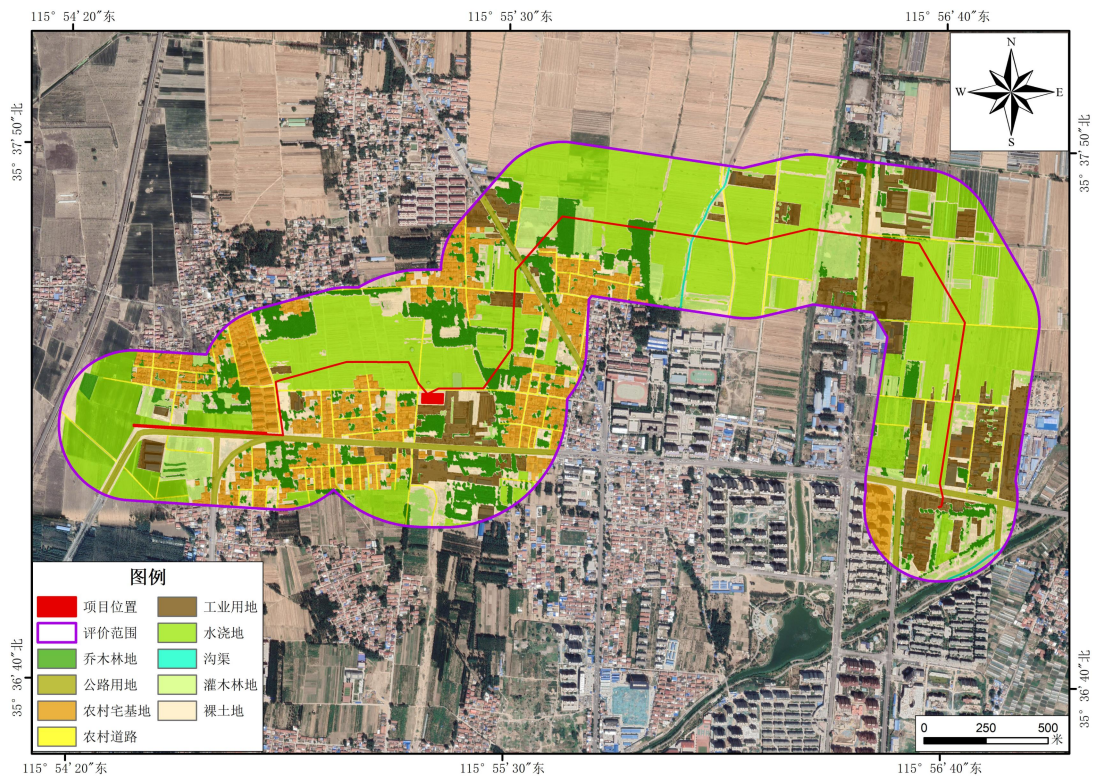 115° 54′20″东
115° 55′30″东
115° 56′40″东
35° 37′50″北
35° 37′50″北
N
W
E
S
图例
项目位置
工业用地
评价范围
水浇地
乔木林地
沟渠
公路用地
灌木林地
农村宅基地
裸土地
农村道路
35° 36′40″北
35° 36′40″北
0
250
500
米
115° 54′20″东
115° 55′30″东
115° 56′40″东